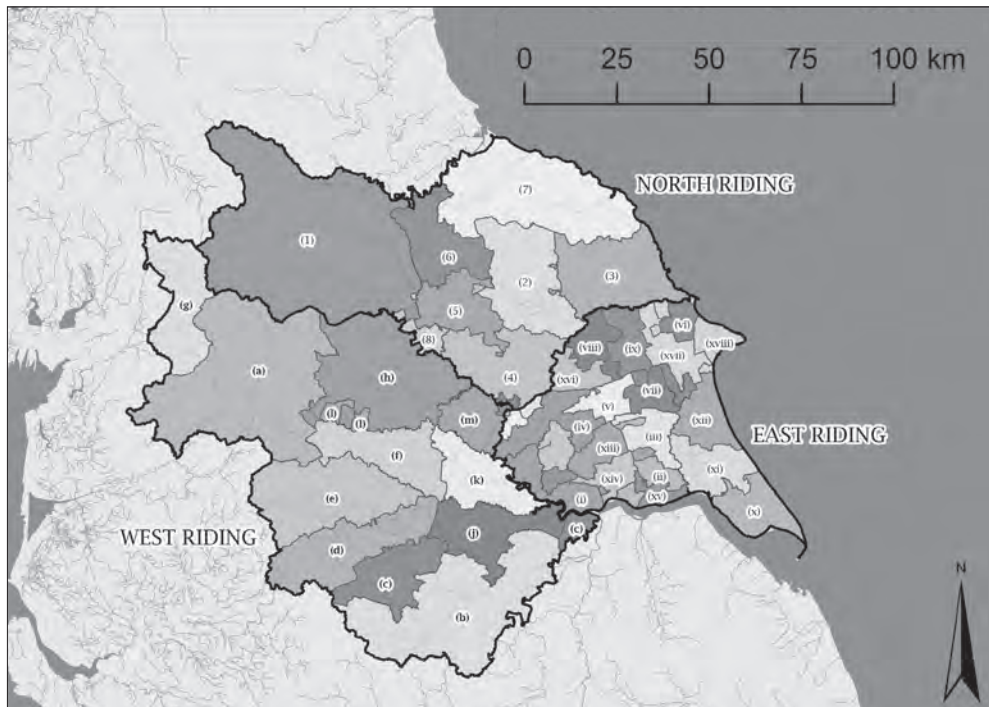 0 25 50 75 100 km
NORTH RIDING
(7)
(1)
(6)
(2)
(3)
(g)
(5)
(8)
(4)
(a)
(h)
(vi)
(viii)
(ix)
(xvii)
(xviii)
(xvi)
(vii)
(v)
(m)
(l)
(iv)
(xii)
(iii)
EAST RIDING
(f)
(xiii)
(k)
(xiv)
(ii)
(xi)
(e)
(i)
(xv)
(x)
WEST RIDING
(j)
(c)
(d)
(c)
(b)
N